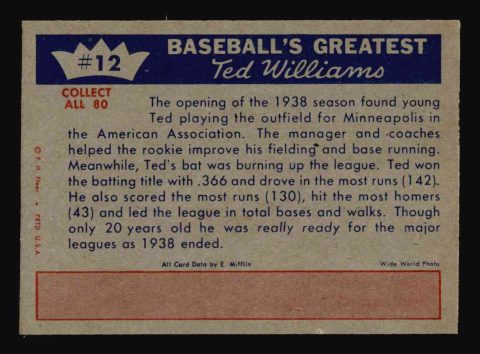 #12
BASEBALL'S GREATEST
Ted Williams
COLLECT
ALL 80
The opening of the 1938 season found young
Ted playing the outfield for Minneapolis in
the American Association. The manager and coaches
helped the rookie improve his fielding and base running.
Meanwhile, Ted's bat was burning up the league. Ted won
the batting title with .366 and drove in the most runs (142).
He also scored the most runs (130), hit the most homers
(43) and led the league in total bases and walks. Though
only 20 years old he was really ready for the major
leagues as 1938 ended.
© F. H. Fleer • PRTD U.S.A.
All Card Data by E. Mifflin
Wide World Photo